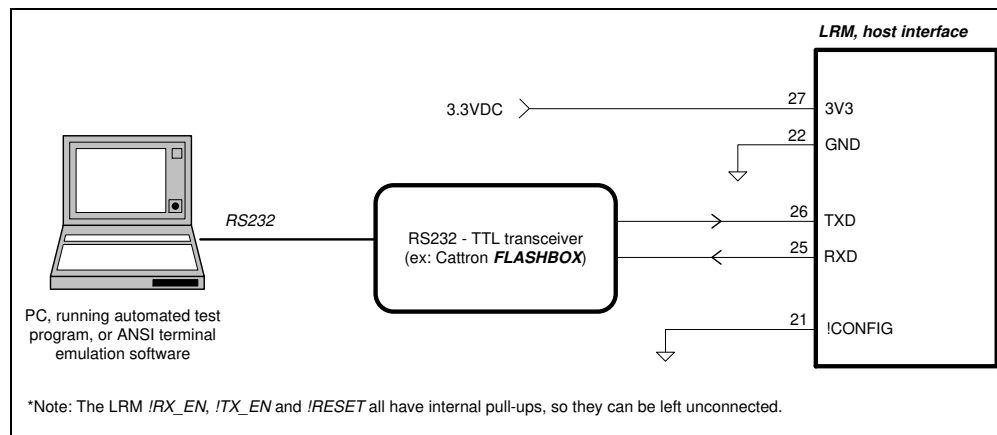 LRM, host interface
3.3VDC
27
3V3
22
GND
RS232
RS232 - TTL transceiver
(ex: Cattron FLASHBOX)
26
TXD
25
RXD
21
!CONFIG
PC, running automated test
program, or ANSI terminal
emulation software
*Note: The LRM !RX_EN, !TX_EN and !RESET all have internal pull-ups, so they can be left unconnected.